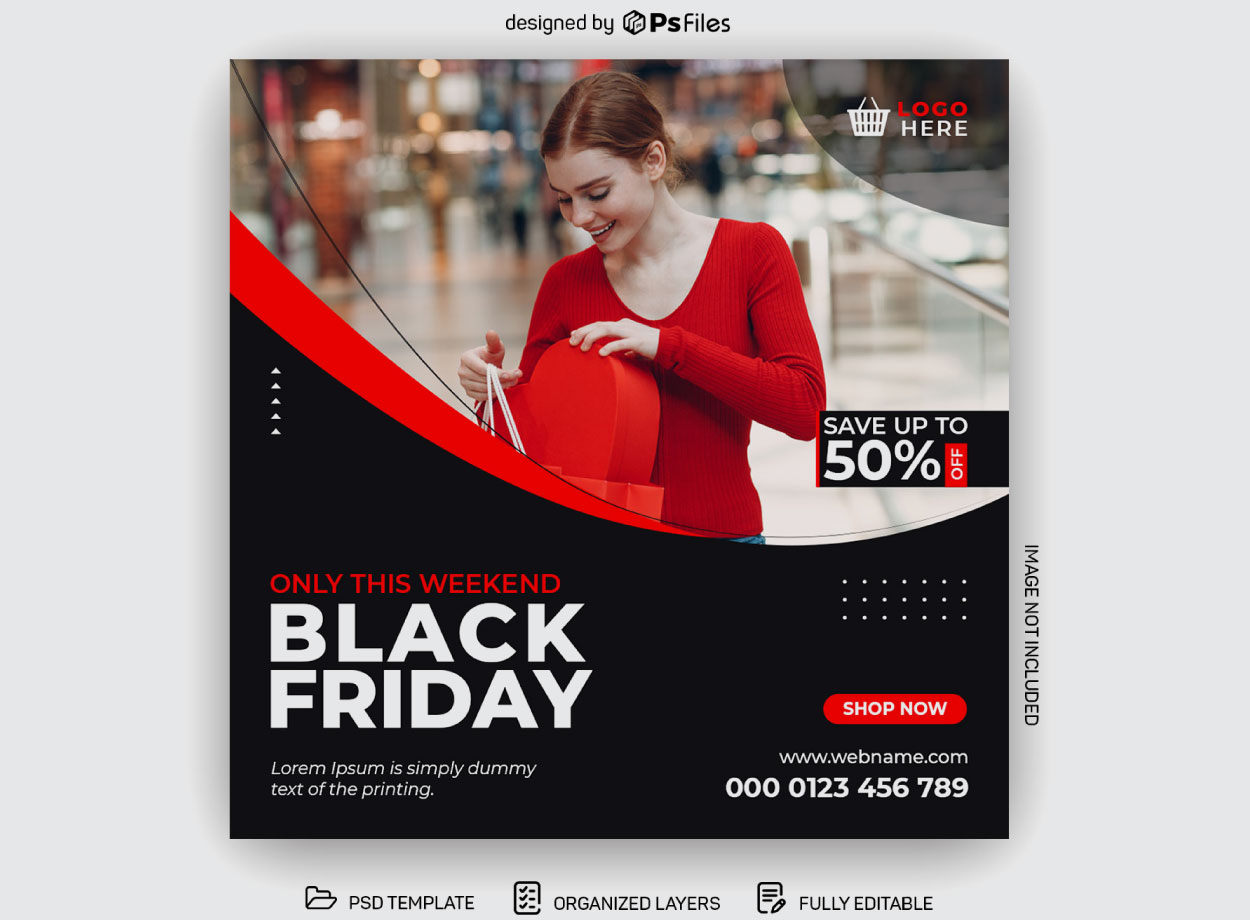 designed by PsFiles
LOGO
HERE
SAVE UP TO
50% OFF
ONLY THIS WEEKEND
BLACK
FRIDAY
Lorem Ipsum is simply dummy
text of the printing.
SHOP NOW
www.webname.com
000 0123 456 789
IMAGE NOT INCLUDED
PSD TEMPLATE
ORGANIZED LAYERS
FULLY EDITABLE